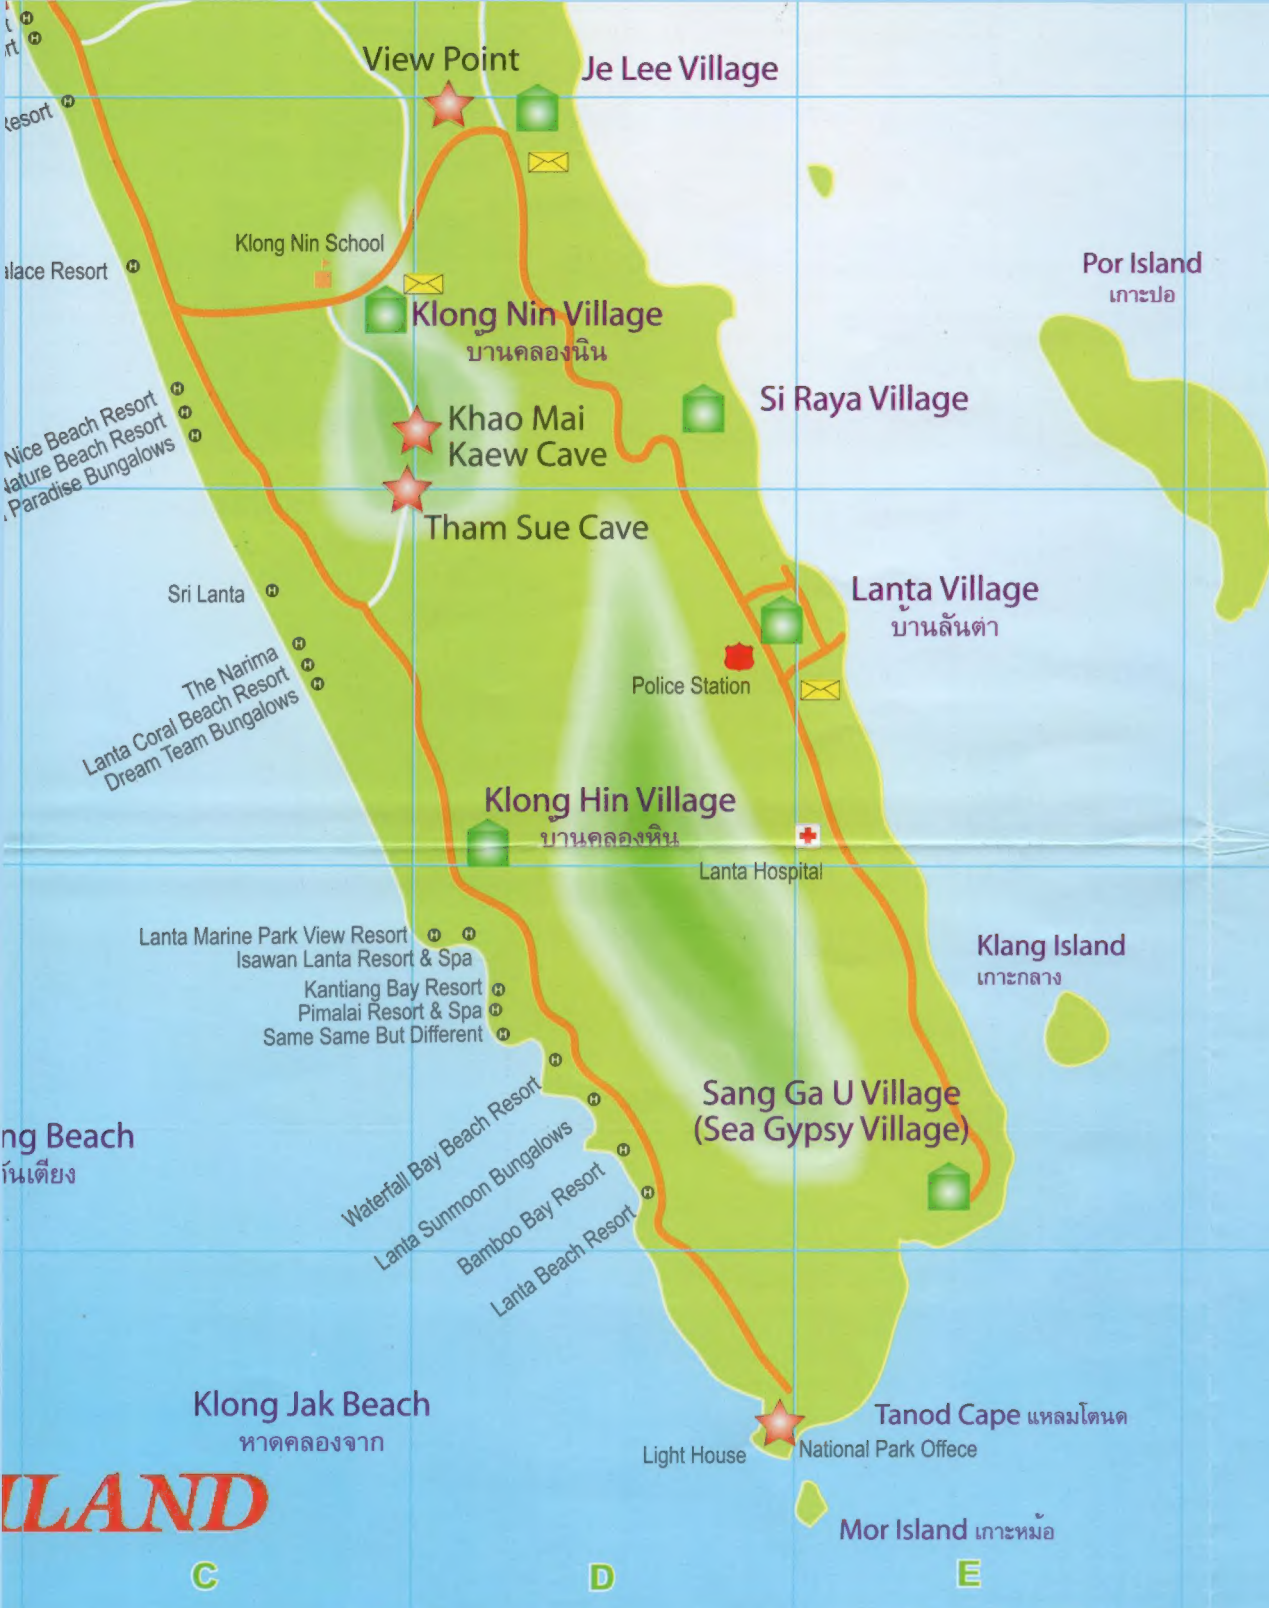 View Point
Je Lee Village
Resort
Klong Nin School
Por Island
เกาะปอ
alace Resort
Klong Nin Village
บ้านคลองนิน
Si Raya Village
Nice Beach Resort
Nature Beach Resort
Paradise Bungalows
Khao Mai
Kaew Cave
Tham Sue Cave
Sri Lanta
Lanta Village
บ้านลันต่า
The Narima
Lanta Coral Beach Resort
Dream Team Bungalows
Police Station
Klong Hin Village
บ้านคลองหิน
Lanta Hospital
Lanta Marine Park View Resort
Isawan Lanta Resort & Spa
Kantiang Bay Resort
Pimalai Resort & Spa
Same Same But Different
Klang Island
เกาะกลาง
Sang Ga U Village
(Sea Gypsy Village)
ng Beach
ันเตียง
Waterfall Bay Beach Resort
Lanta Sunmoon Bungalows
Bamboo Bay Resort
Lanta Beach Resort
Klong Jak Beach
หาดคลองจาก
Tanod Cape แหลมโตนด
Light House
National Park Offece
ILAND
Mor Island เกาะหม้อ
C D E